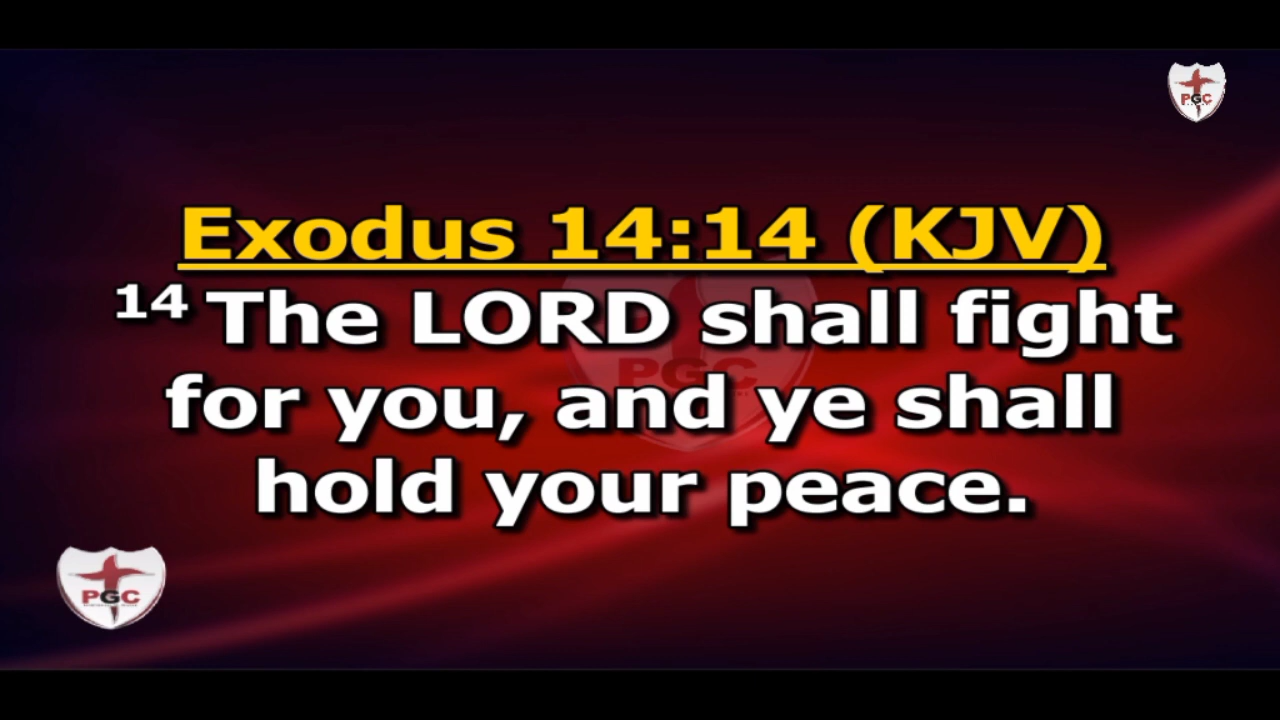 PGC
Exodus 14:14 (KJV)
14 The LORD shall fight
for you, and ye shall
hold your peace.
PGC
PGC